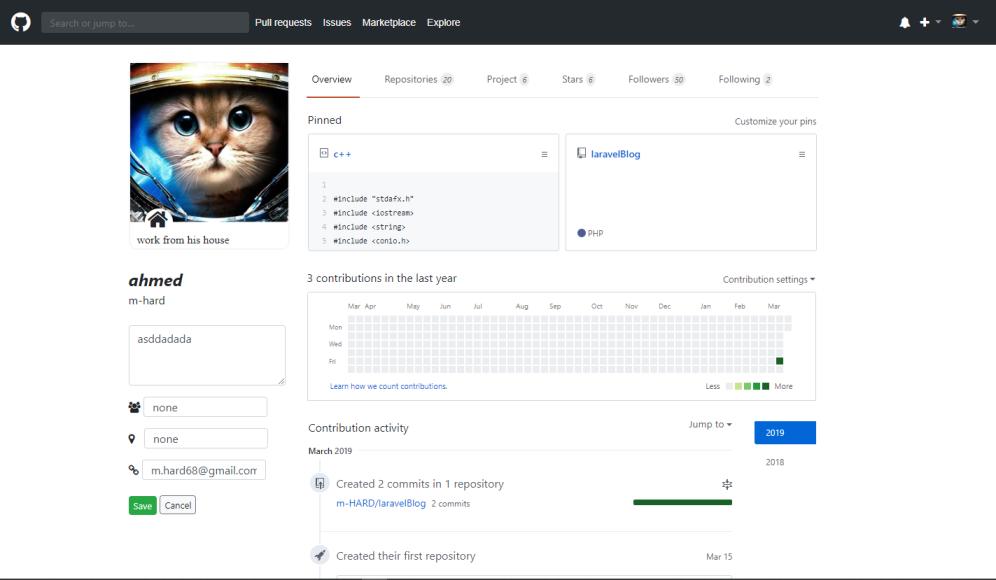 Search or jump to...
Pull requests Issues Marketplace Explore
Overview Repositories 20 Project 6 Stars 6 Followers 50 Following 2
Pinned Customize your pins
c++
laravelBlog
1
2 #include "stdafx.h"
3 #include <iostream>
4 #include <string>
5 #include <conio.h>
PHP
work from his house
ahmed
m-hard
asddadada
none
none
m.hard68@gmail.com
Save Cancel
3 contributions in the last year Contribution settings
Mar Apr May Jun Jul Aug Sep Oct Nov Dec Jan Feb Mar
Mon
Wed
Fri
Learn how we count contributions. Less More
Contribution activity Jump to
2019
2018
March 2019
Created 2 commits in 1 repository
m-HARD/laravelBlog 2 commits
Created their first repository Mar 15